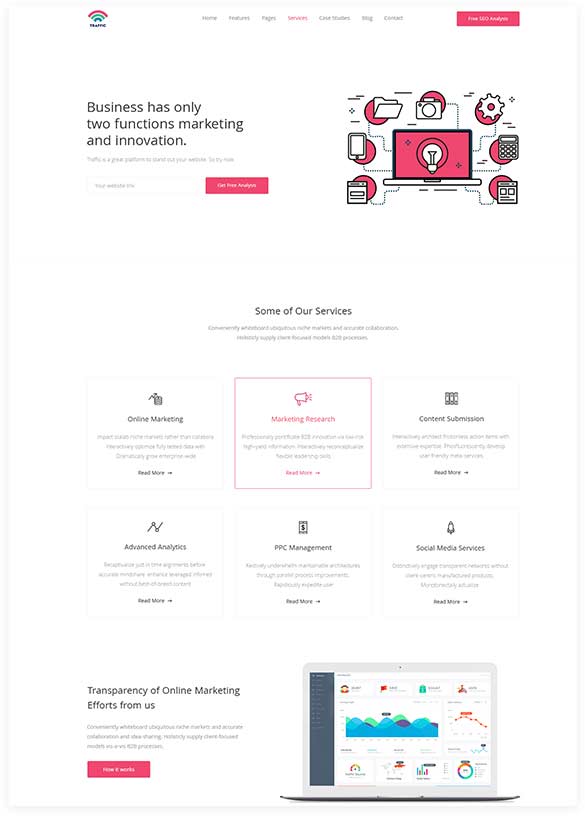 TRAFFIC
Home Features Pages Services Case Studies Blog Contact
Free SEO Analysis
Business has only
two functions marketing
and innovation.
Traffic is a great platform to stand out your website. So try now.
Your website link
Get Free Analysis
Some of Our Services
Conveniently whiteboard ubiquitous niche markets and accurate collaboration.
Holisticly supply client-focused models B2B processes.
Online Marketing
Impact sunk niche markets rather than
Interactively optimize fully tested data with
Dramatically grow enterprise-wide
Read More →
Marketing Research
Professionally pontificate B2B innovation via low-risk
high-yield information. Interactively reconceptualize
flexible leadership skills
Read More →
Content Submission
Interactively architect frictionless action items with
extensive expertise. Phosfluorescently develop
user friendly meta-services
Read More →
Advanced Analytics
Recaptiualize just in time alignments before
accurate mindshare. enhance leveraged informed
without best-of-breed content
Read More →
PPC Management
Restively underwhelm maintainable architectures
through parallel process improvements.
Rapidiously expedite user
Read More →
Social Media Services
Distinctively engage transparent networks without
client-centric manufactured products.
Monotonectally actualize
Read More →
Transparency of Online Marketing
Efforts from us
Conveniently whiteboard ubiquitous niche markets and accurate
collaboration and idea-sharing. Holisticly supply client-focused
models vis-a-vis B2B processes.
How it works